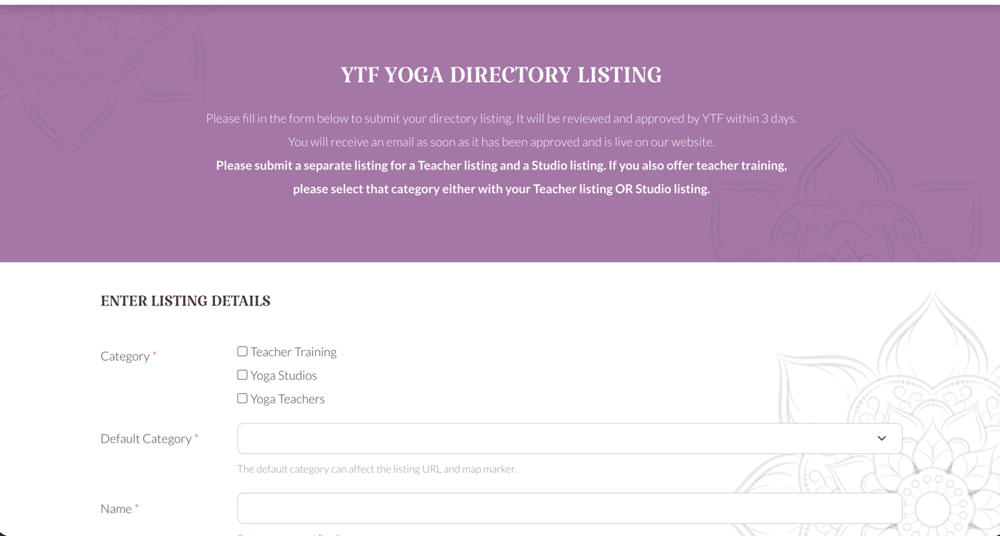 YTF YOGA DIRECTORY LISTING
Please fill in the form below to submit your directory listing. It will be reviewed and approved by YTF within 3 days.
You will receive an email as soon as it has been approved and is live on our website.
Please submit a separate listing for a Teacher listing and a Studio listing. If you also offer teacher training,
please select that category either with your Teacher listing OR Studio listing.
ENTER LISTING DETAILS
Category *
Teacher Training
Yoga Studios
Yoga Teachers
Default Category *
The default category can affect the listing URL and map marker.
Name *